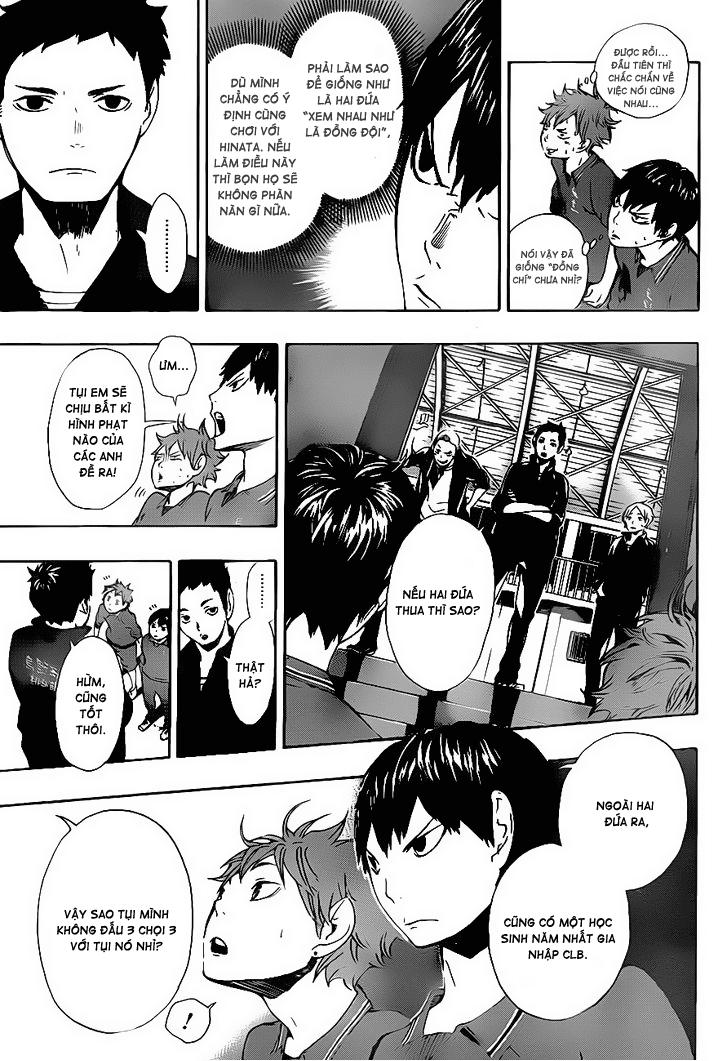 ĐƯỢC RỒI...
ĐẦU TIÊN THÌ
CHẮC CHẮN VỀ
VIỆC NÓI CÙNG
NHAU...
NÓI VẬY ĐÃ
GIỐNG "ĐỒNG
CHÍ" CHƯA NHỈ?
PHẢI LÀM SAO
ĐỂ GIỐNG NHƯ
LÀ HAI ĐỨA
"XEM NHAU NHƯ
LÀ ĐỒNG ĐỘI",
DÙ MÌNH
CHẲNG CÓ Ý
ĐỊNH CÙNG
CHƠI VỚI
HINATA. NẾU
LÀM ĐIỀU NÀY
THÌ BỌN HỌ SẼ
KHÔNG PHÀN
NÀN GÌ NỮA.
.........
NẾU HAI ĐỨA
THUA THÌ SAO?
ƯM...
TỤI EM SẼ
CHỊU BẤT KÌ
HÌNH PHẠT
NÀO CỦA
CÁC ANH
ĐỀ RA!
.........
THẬT
HẢ?
HỪM,
CŨNG
TỐT
THÔI.
NGOÀI HAI
ĐỨA RA,
CŨNG CÓ MỘT HỌC
SINH NĂM NHẤT GIA
NHẬP CLB.
VẬY SAO TỤI MÌNH
KHÔNG ĐẤU 3 CHỌI 3
VỚI TỤI NÓ NHỈ?
!